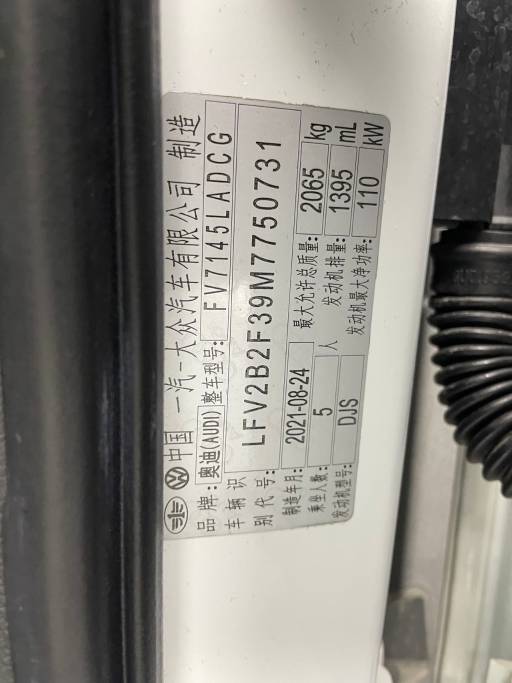 中国 一汽-大众汽车有限公司 制造
品牌: 奥迪(AUDI) 整车型号: FV7145LADCG
车辆识别代号: LFV2B2F39M7750731
制造年月: 2021-08-24 最大允许总质量: 2065 kg
乘坐人数: 5 人 发动机排量: 1395 mL
发动机型号: DJS 发动机最大净功率: 110 kW